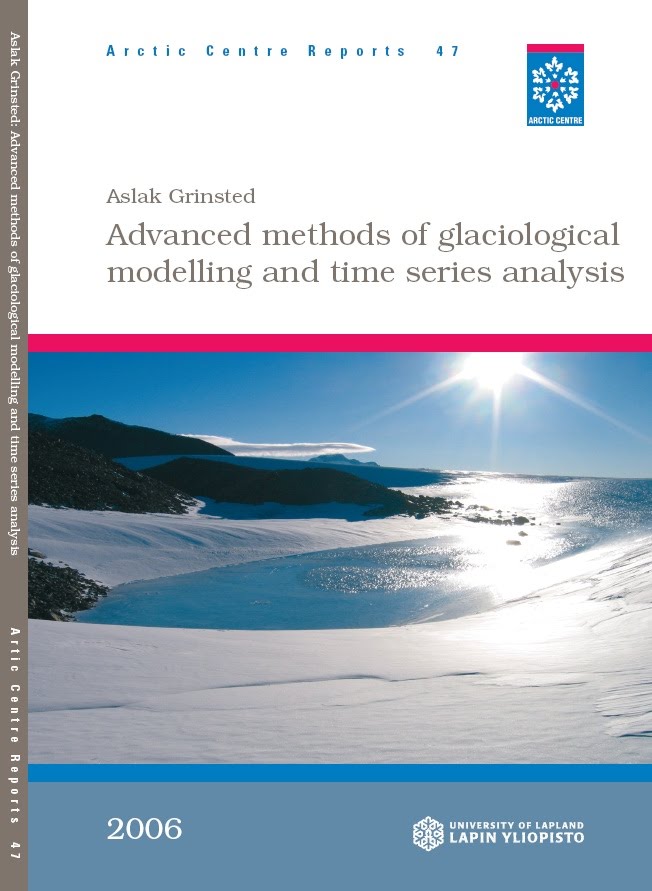 Arctic Centre Reports 47
ARCTIC CENTRE
Aslak Grinsted
Advanced methods of glaciological
modelling and time series analysis
2006
UNIVERSITY OF LAPLAND
LAPIN YLIOPISTO
Aslak Grinsted: Advanced methods of glaciological modelling and time series analysis
Artic Centre Reports 47